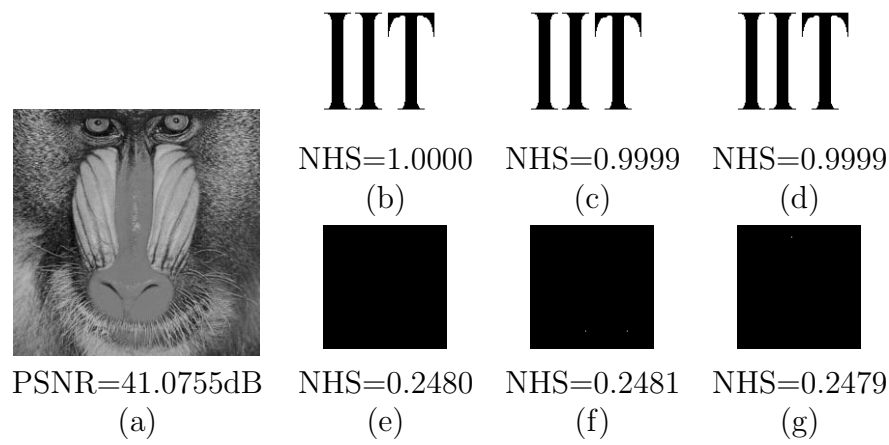 IIT IIT IIT
NHS=1.0000 NHS=0.9999 NHS=0.9999
(b) (c) (d)
PSNR=41.0755dB NHS=0.2480 NHS=0.2481 NHS=0.2479
(a) (e) (f) (g)